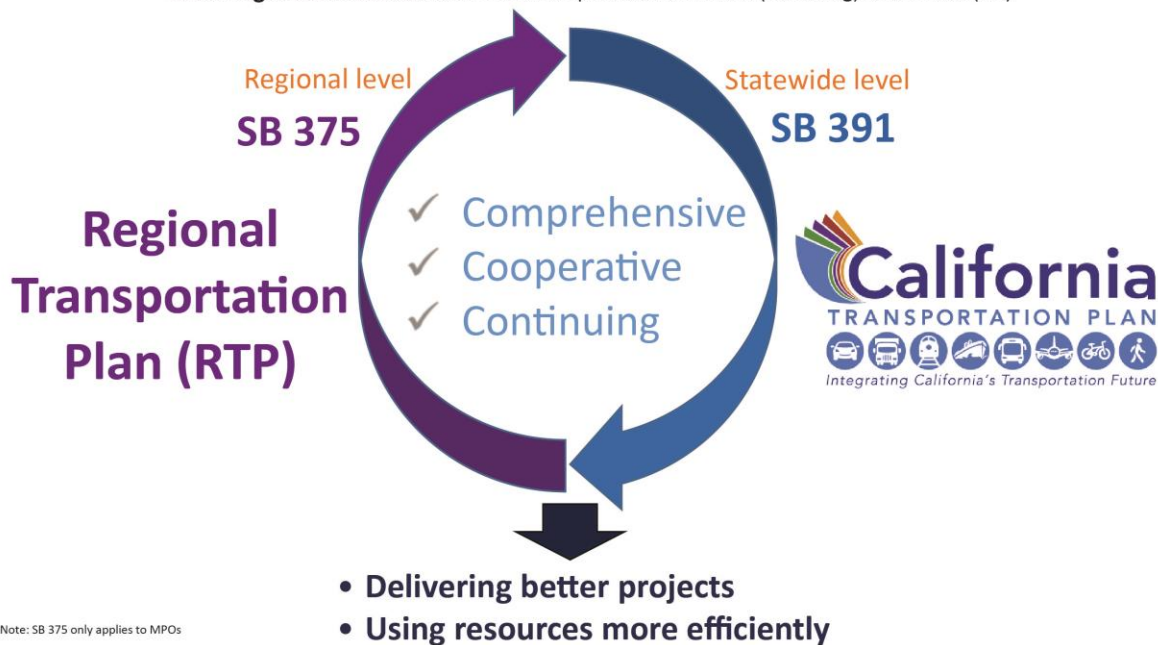 Regional level
SB 375
Statewide level
SB 391
Regional
Transportation
Plan (RTP)
✓ Comprehensive
✓ Cooperative
✓ Continuing
California
TRANSPORTATION PLAN
Integrating California's Transportation Future
• Delivering better projects
• Using resources more efficiently
Note: SB 375 only applies to MPOs